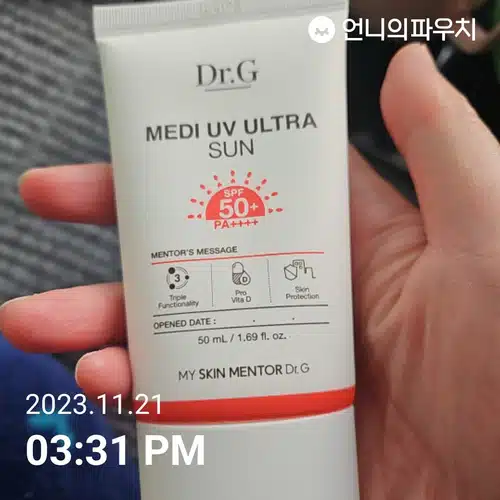 언니의파우치
Dr.G
MEDI UV ULTRA
SUN
SPF
50+
PA++++
MENTOR'S MESSAGE
3
D
Triple
Functionality
Pro
Vita D
Skin
Protection
OPENED DATE : . .
50 mL / 1.69 fl. oz.
MY SKIN MENTOR Dr.G
2023.11.21
03:31 PM